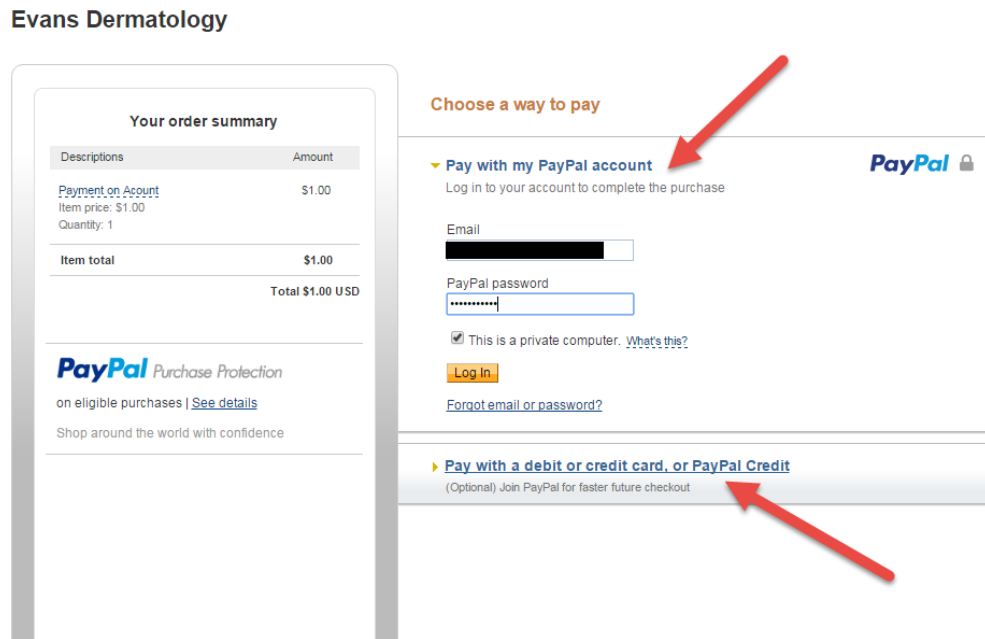 Evans Dermatology
Your order summary
Descriptions Amount
Payment on Acount $1.00
Item price: $1.00
Quantity: 1
Item total $1.00
Total $1.00 USD
PayPal Purchase Protection
on eligible purchases | See details
Shop around the world with confidence
Choose a way to pay
Pay with my PayPal account
PayPal
Log in to your account to complete the purchase
Email
PayPal password
This is a private computer. What's this?
Log In
Forgot email or password?
Pay with a debit or credit card, or PayPal Credit
(Optional) Join PayPal for faster future checkout